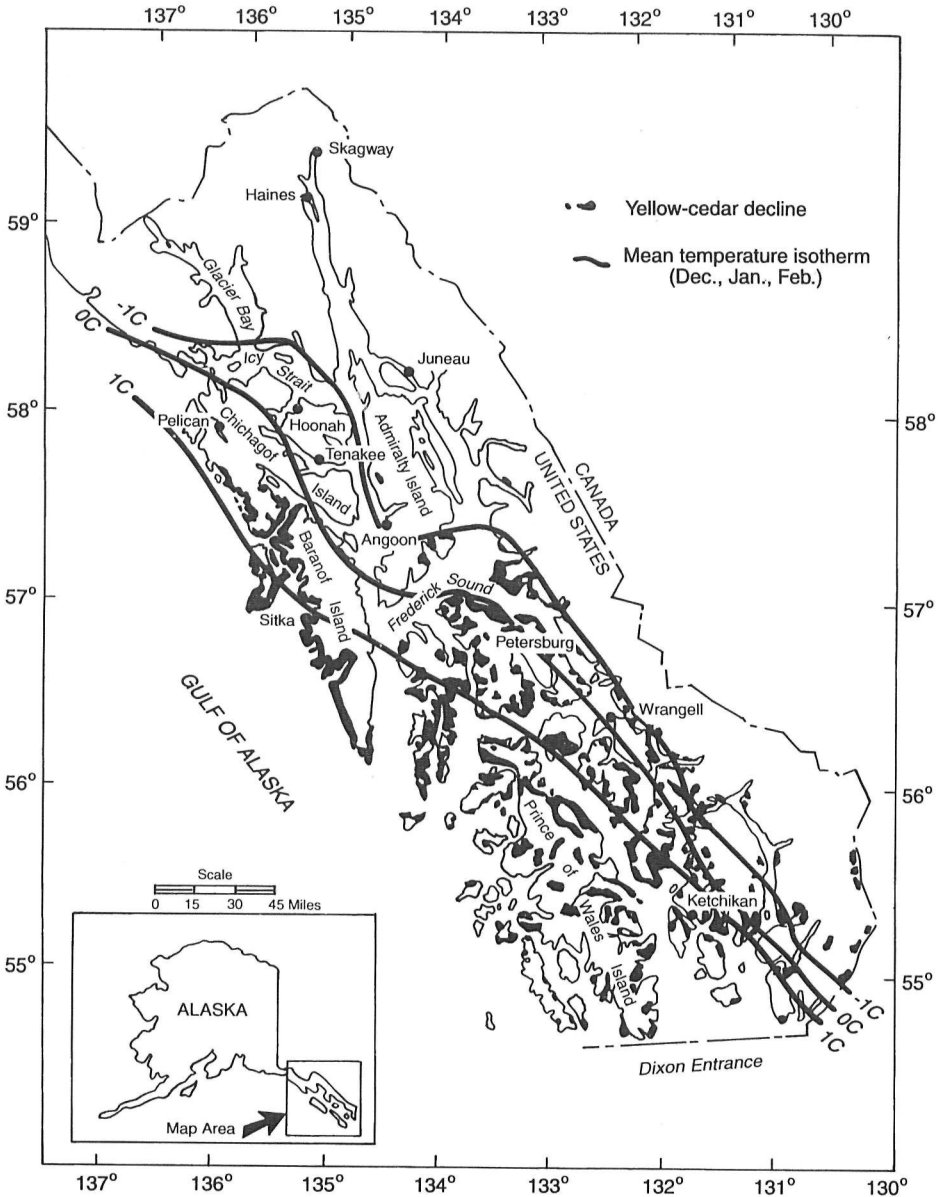 137° 136° 135° 134° 133° 132° 131° 130°
Skagway
Haines
59°
Yellow-cedar decline
Mean temperature isotherm
(Dec., Jan., Feb.)
Glacier Bay
-1C
0C
Icy
Strait
Juneau
1C
58°
58°
Pelican
Chichagof
Hoonah
Tenakee
Island
Admiralty Island
CANADA
UNITED STATES
Angoon
Baranof
Island
57°
57°
Frederick Sound
Sitka
Petersburg
GULF OF ALASKA
Wrangell
56°
56°
Prince
of
Wales
Island
Scale
0 15 30 45 Miles
Ketchikan
55°
55°
-1C
0C
1C
Dixon Entrance
ALASKA
Map Area
137° 136° 135° 134° 133° 132° 131° 130°